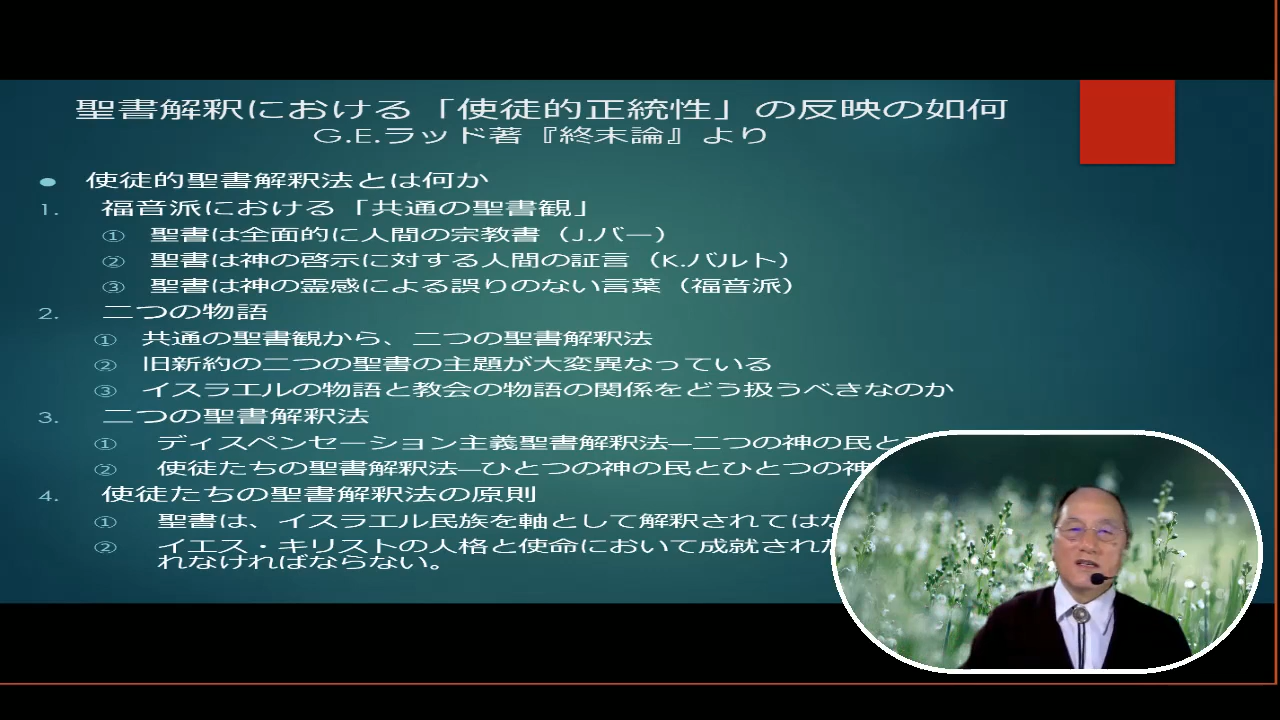 聖書解釈における「使徒的正統性」の反映の如何
G.E.ラッド著『終末論』より
● 使徒的聖書解釈法とは何か
1. 福音派における「共通の聖書観」
① 聖書は全面的に人間の宗教書（J.バー）
② 聖書は神の啓示に対する人間の証言（K.バルト）
③ 聖書は神の霊感による誤りのない言葉（福音派）
2. 二つの物語
① 共通の聖書観から、二つの聖書解釈法
② 旧新約の二つの聖書の主題が大変異なっている
③ イスラエルの物語と教会の物語の関係をどう扱うべきなのか
3. 二つの聖書解釈法
① ディスペンセーション主義聖書解釈法―二つの神の民と
② 使徒たちの聖書解釈法―ひとつの神の民とひとつの神
4. 使徒たちの聖書解釈法の原則
① 聖書は、イスラエル民族を軸として解釈されてはな
② イエス・キリストの人格と使命において成就された
れなければならない。